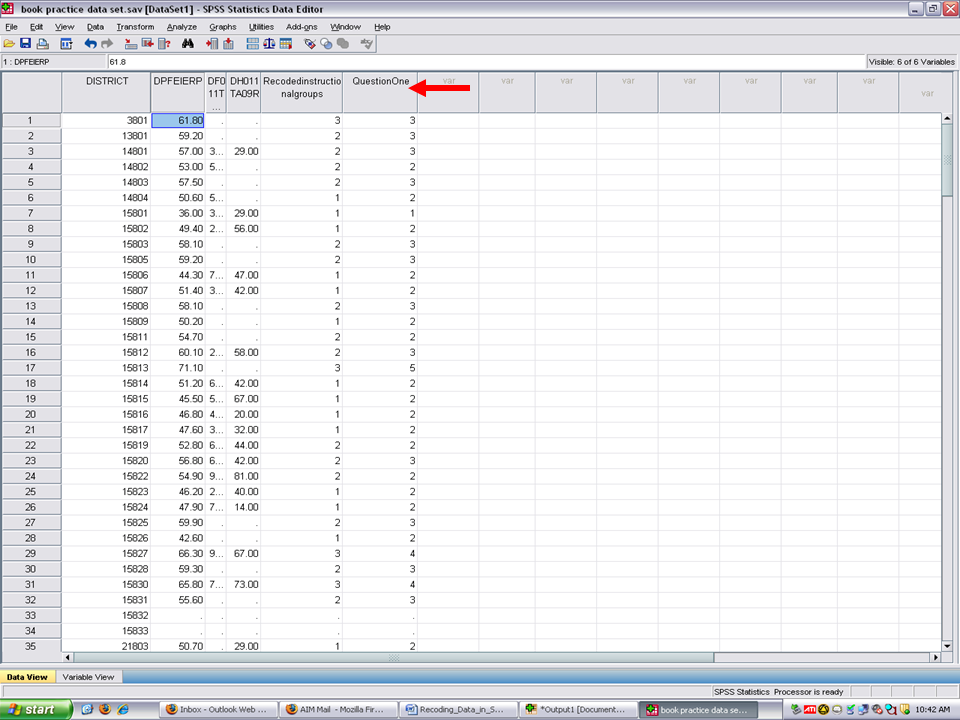 book practice data set.sav [DataSet1] - SPSS Statistics Data Editor
File Edit View Data Transform Analyze Graphs Utilities Add-ons Window Help
1 : DPFEIERP 61.8 Visible: 6 of 6 Variables
DISTRICT DPFEIERP DF011T... DH011TA09R Recodedinstructionalgroups QuestionOne var var var var var var var var var
1 3801 61.80 . . 3 3
2 13801 59.20 . . 2 3
3 14801 57.00 3... 29.00 2 3
4 14802 53.00 5... . 2 2
5 14803 57.50 . . 2 3
6 14804 50.60 5... . 1 2
7 15801 36.00 3... 29.00 1 1
8 15802 49.40 2... 56.00 1 2
9 15803 58.10 . . 2 3
10 15805 59.20 . . 2 3
11 15806 44.30 7... 47.00 1 2
12 15807 51.40 3... 42.00 1 2
13 15808 58.10 . . 2 3
14 15809 50.20 . . 1 2
15 15811 54.70 . . 2 2
16 15812 60.10 2... 58.00 2 3
17 15813 71.10 . . 3 5
18 15814 51.20 6... 42.00 1 2
19 15815 45.50 5... 67.00 1 2
20 15816 46.80 4... 20.00 1 2
21 15817 47.60 3... 32.00 1 2
22 15819 52.80 6... 44.00 2 2
23 15820 56.80 6... 42.00 2 3
24 15822 54.90 9... 81.00 2 2
25 15823 46.20 2... 40.00 1 2
26 15824 47.90 7... 14.00 1 2
27 15825 59.90 . . 2 3
28 15826 42.60 . . 1 2
29 15827 66.30 9... 67.00 3 4
30 15828 59.30 . . 2 3
31 15830 65.80 7... 73.00 3 4
32 15831 55.60 . . 2 3
33 15832 . . . . .
34 15833 . . . . .
35 21803 50.70 . 29.00 1 2
Data View Variable View
SPSS Statistics Processor is ready
start Inbox - Outlook Web ... AIM Mail - Mozilla Fir... Recoding_Data_in_S... *Output1 [Document... book practice data se... ATI 10:42 AM